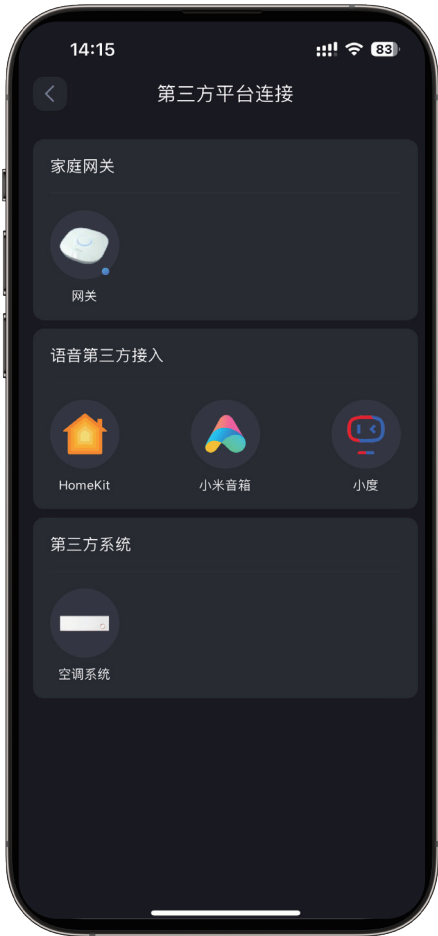 14:15
83
第三方平台连接
家庭网关
网关
语音第三方接入
HomeKit
小米音箱
小度
第三方系统
空调系统